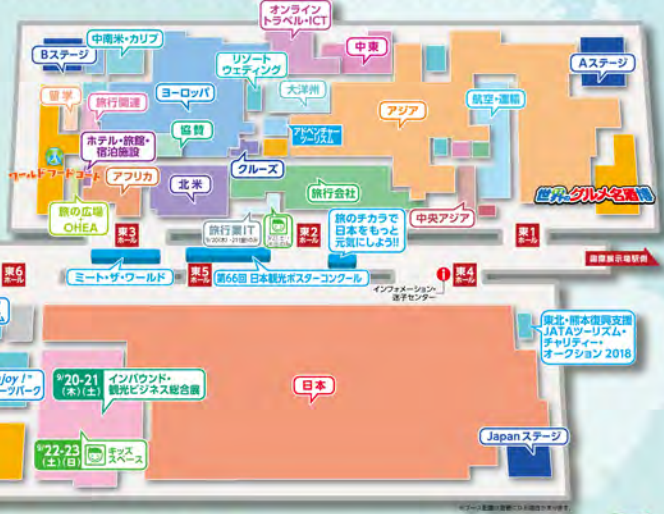 オンライン
トラベル・ICT
中南米・カリブ
Bステージ
中東
リゾート
ウェディング
Aステージ
留学
旅行関連
ヨーロッパ
大洋州
アジア
航空・運輸
協賛
アドベンチャー
ツーリズム
ホテル・旅館・
宿泊施設
クルーズ
ワールドフードコート
アフリカ
北米
旅行会社
世界のグルメ名酒博
旅の広場
OHEA
旅行業IT
中央アジア
旅のチカラで
日本をもっと
元気にしよう!!
東3
ホール
東2
ホール
東1
ホール
国際展示場駅側
東6
ホール
ミート・ザ・ワールド
東5
ホール
第66回 日本観光ポスターコンクール
インフォメーション・
迷子センター
東4
ホール
東北・熊本復興支援
JATAツーリズム・
チャリティー・
オークション 2018
njoy!"
ーツパーク
9/20-21
(木)(土)
インバウンド・
観光ビジネス総合展
日本
9/22-23
(土)(日)
キッズ
スペース
Japanステージ